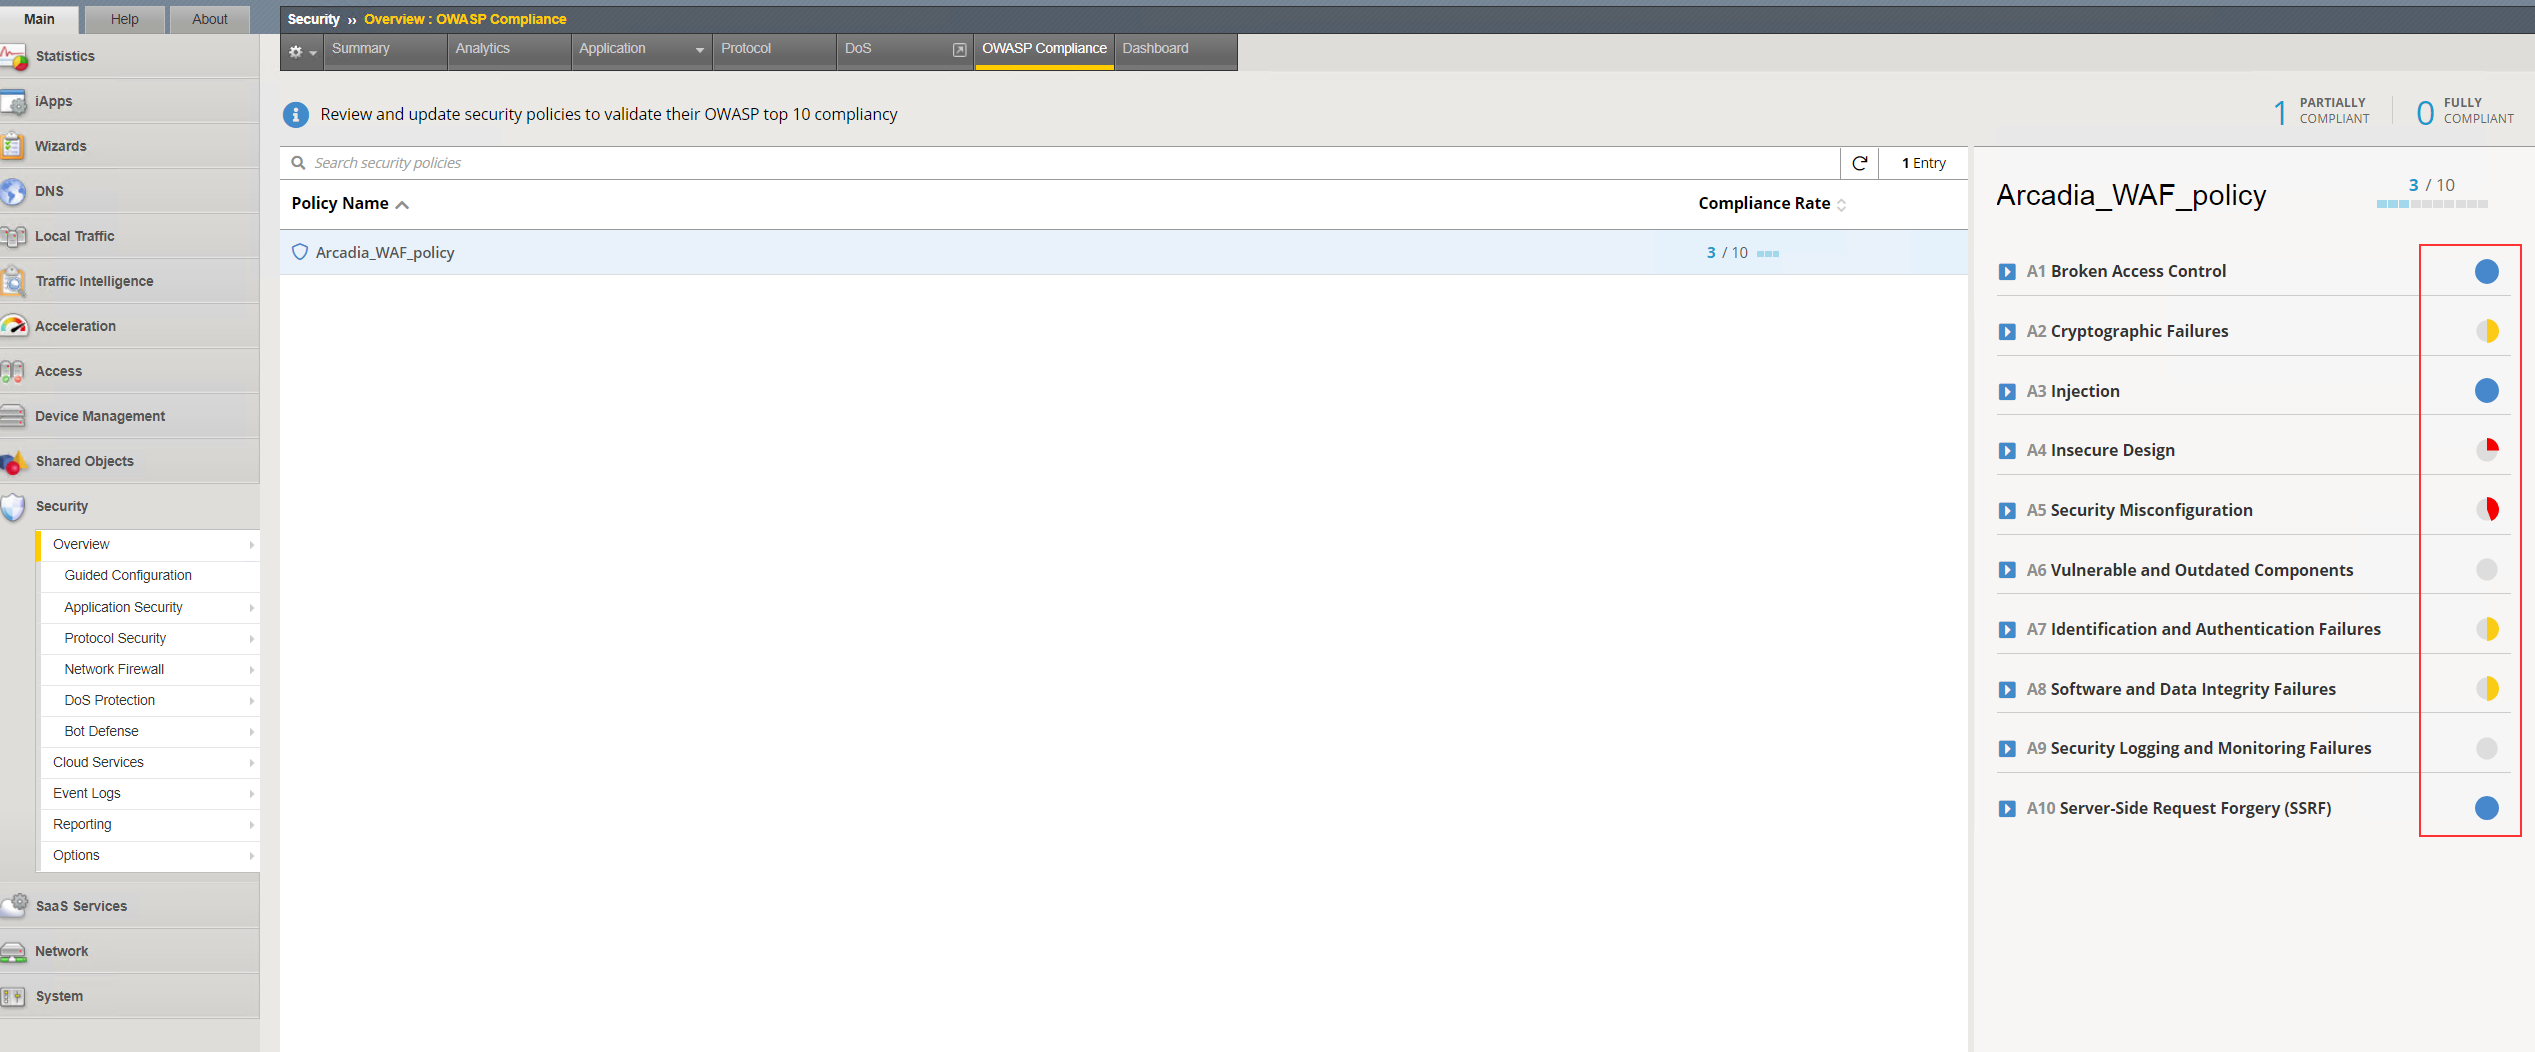 Main
Help
About
Security ›› Overview : OWASP Compliance
Summary
Analytics
Application
Protocol
DoS
OWASP Compliance
Dashboard
Statistics
iApps
Wizards
DNS
Local Traffic
Traffic Intelligence
Acceleration
Access
Device Management
Shared Objects
Security
Overview
Guided Configuration
Application Security
Protocol Security
Network Firewall
DoS Protection
Bot Defense
Cloud Services
Event Logs
Reporting
Options
SaaS Services
Network
System
Review and update security policies to validate their OWASP top 10 compliancy
1 PARTIALLY COMPLIANT
0 FULLY COMPLIANT
Search security policies
1 Entry
Policy Name
Compliance Rate
Arcadia_WAF_policy
3 / 10
Arcadia_WAF_policy
3 / 10
A1 Broken Access Control
A2 Cryptographic Failures
A3 Injection
A4 Insecure Design
A5 Security Misconfiguration
A6 Vulnerable and Outdated Components
A7 Identification and Authentication Failures
A8 Software and Data Integrity Failures
A9 Security Logging and Monitoring Failures
A10 Server-Side Request Forgery (SSRF)